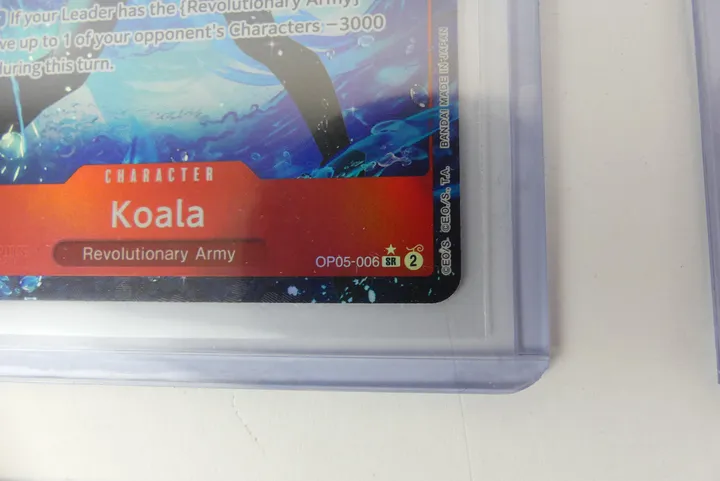 If your Leader has the {Revolutionary Army}
up to 1 of your opponent's Characters −3000
during this turn.
CHARACTER
Koala
Revolutionary Army
OP05-006 SR 2
©EO/S. ©E.O./S., T.A. BANDAI MADE IN JAPAN